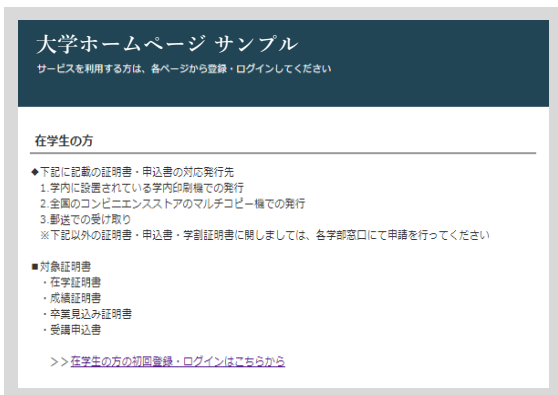 大学ホームページ サンプル
サービスを利用する方は、各ページから登録・ログインしてください
在学生の方
◆下記に記載の証明書・申込書の対応発行先
1.学内に設置されている学内印刷機での発行
2.全国のコンビニエンスストアのマルチコピー機での発行
3.郵送での受け取り
※下記以外の証明書・申込書・学割証明書に関しましては、各学部窓口にて申請を行ってください
■対象証明書
・在学証明書
・成績証明書
・卒業見込み証明書
・受講申込書
>>在学生の方の初回登録・ログインはこちらから